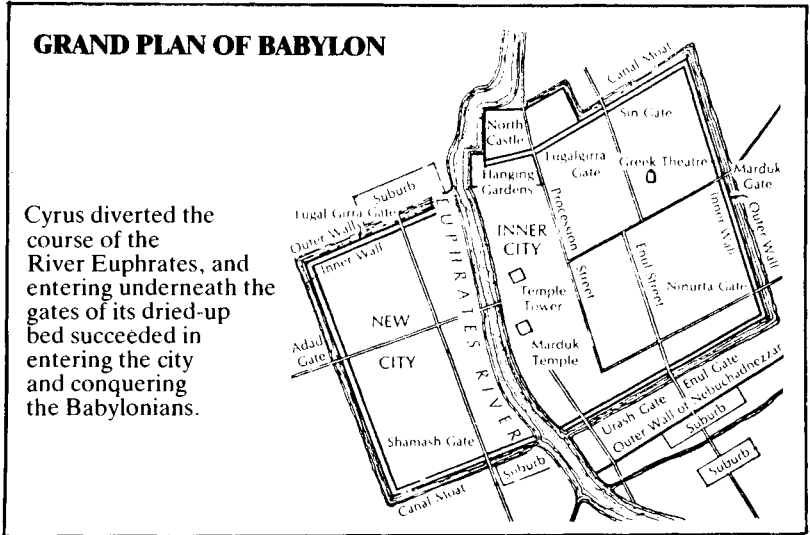 GRAND PLAN OF BABYLON
Cyrus diverted the
course of the
River Euphrates, and
entering underneath the
gates of its dried-up
bed succeeded in
entering the city
and conquering
the Babylonians.
Canal Moat
North
Castle
Sin Gate
Lugalgirra
Gate
Greek Theatre
Marduk
Gate
Hanging
Gardens
Suburb
Lugal Girra Gate
Outer Wall
Inner Wall
EUPHRATES RIVER
INNER
CITY
Procession
Street
Enul Street
Inner Wall
Outer Wall
Temple
Tower
Ninurta Gate
NEW
CITY
Adad
Gate
Marduk
Temple
Enul Gate
Urash Gate
Outer Wall of Nebuchadnezzar
Suburb
Shamash Gate
Suburb
Suburb
Canal Moat